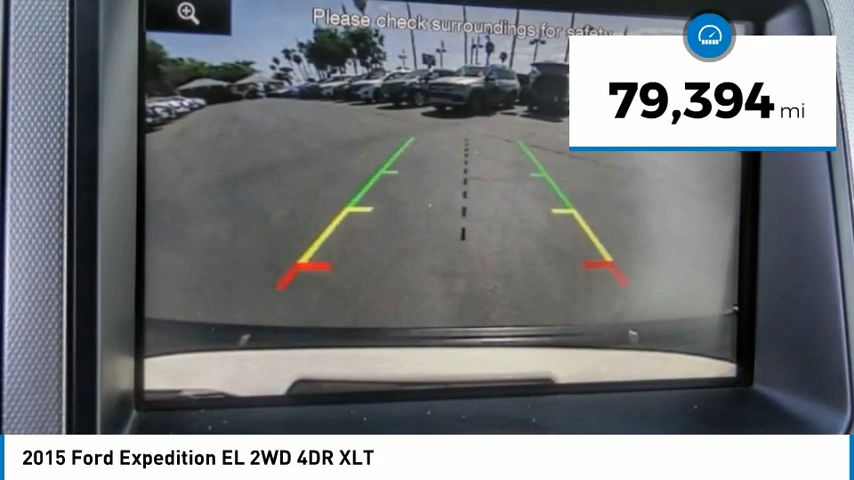 Please check surroundings for safety
79,394 mi
2015 Ford Expedition EL 2WD 4DR XLT